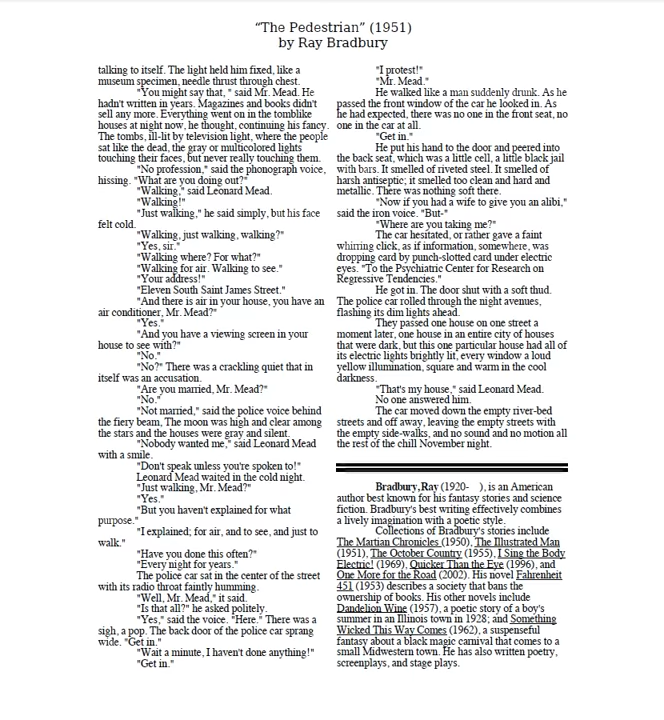 “The Pedestrian” (1951)
by Ray Bradbury
talking to itself. The light held him fixed, like a
museum specimen, needle thrust through chest.
"You might say that, " said Mr. Mead. He
hadn't written in years. Magazines and books didn't
sell any more. Everything went on in the tomblike
houses at night now, he thought, continuing his fancy.
The tombs, ill-lit by television light, where the people
sat like the dead, the gray or multicolored lights
touching their faces, but never really touching them.
"No profession," said the phonograph voice,
hissing. "What are you doing out?"
"Walking," said Leonard Mead.
"Walking!"
"Just walking," he said simply, but his face
felt cold.
"Walking, just walking, walking?"
"Yes, sir."
"Walking where? For what?"
"Walking for air. Walking to see."
"Your address!"
"Eleven South Saint James Street."
"And there is air in your house, you have an
air conditioner, Mr. Mead?"
"Yes."
"And you have a viewing screen in your
house to see with?"
"No."
"No?" There was a crackling quiet that in
itself was an accusation.
"Are you married, Mr. Mead?"
"No."
"Not married," said the police voice behind
the fiery beam, The moon was high and clear among
the stars and the houses were gray and silent.
"Nobody wanted me," said Leonard Mead
with a smile.
"Don't speak unless you're spoken to!"
Leonard Mead waited in the cold night.
"Just walking, Mr. Mead?"
"Yes."
"But you haven't explained for what
purpose."
"I explained; for air, and to see, and just to
walk."
"Have you done this often?"
"Every night for years."
The police car sat in the center of the street
with its radio throat faintly humming.
"Well, Mr. Mead," it said.
"Is that all?" he asked politely.
"Yes," said the voice. "Here." There was a
sigh, a pop. The back door of the police car sprang
wide. "Get in."
"Wait a minute, I haven't done anything!"
"Get in."
"I protest!"
"Mr. Mead."
He walked like a man suddenly drunk. As he
passed the front window of the car he looked in. As
he had expected, there was no one in the front seat, no
one in the car at all.
"Get in."
He put his hand to the door and peered into
the back seat, which was a little cell, a little black jail
with bars. It smelled of riveted steel. It smelled of
harsh antiseptic; it smelled too clean and hard and
metallic. There was nothing soft there.
"Now if you had a wife to give you an alibi,"
said the iron voice. "But-"
"Where are you taking me?"
The car hesitated, or rather gave a faint
whirring click, as if information, somewhere, was
dropping card by punch-slotted card under electric
eyes. "To the Psychiatric Center for Research on
Regressive Tendencies."
He got in. The door shut with a soft thud.
The police car rolled through the night avenues,
flashing its dim lights ahead.
They passed one house on one street a
moment later, one house in an entire city of houses
that were dark, but this one particular house had all of
its electric lights brightly lit, every window a loud
yellow illumination, square and warm in the cool
darkness.
"That's my house," said Leonard Mead.
No one answered him.
The car moved down the empty river-bed
streets and off away, leaving the empty streets with
the empty side-walks, and no sound and no motion all
the rest of the chill November night.
Bradbury, Ray (1920- ), is an American
author best known for his fantasy stories and science
fiction. Bradbury's best writing effectively combines
a lively imagination with a poetic style.
Collections of Bradbury's stories include
The Martian Chronicles (1950), The Illustrated Man
(1951), The October Country (1955), I Sing the Body
Electric! (1969), Quicker Than the Eye (1996), and
One More for the Road (2002). His novel Fahrenheit
451 (1953) describes a society that bans the
ownership of books. His other novels include
Dandelion Wine (1957), a poetic story of a boy's
summer in an Illinois town in 1928; and Something
Wicked This Way Comes (1962), a suspenseful
fantasy about a black magic carnival that comes to a
small Midwestern town. He has also written poetry,
screenplays, and stage plays.